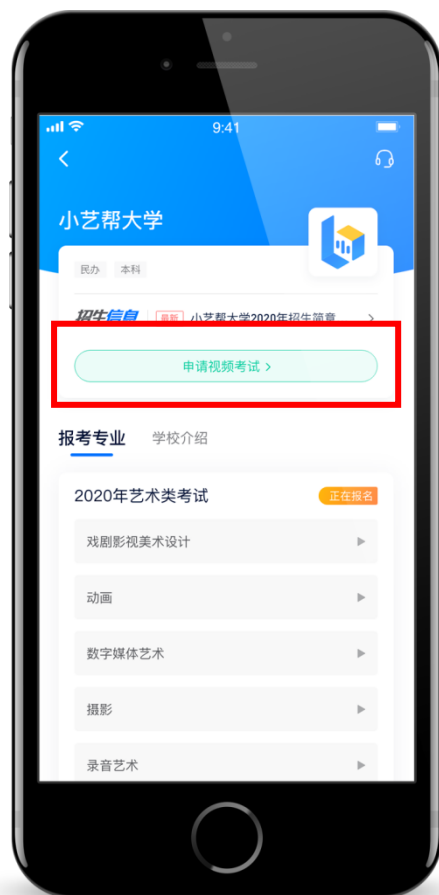 9:41
小艺帮大学
民办 本科
招生信息 最新 小艺帮大学2020年招生简章 >
申请视频考试 >
报考专业 学校介绍
2020年艺术类考试 正在报名
戏剧影视美术设计
动画
数字媒体艺术
摄影
录音艺术